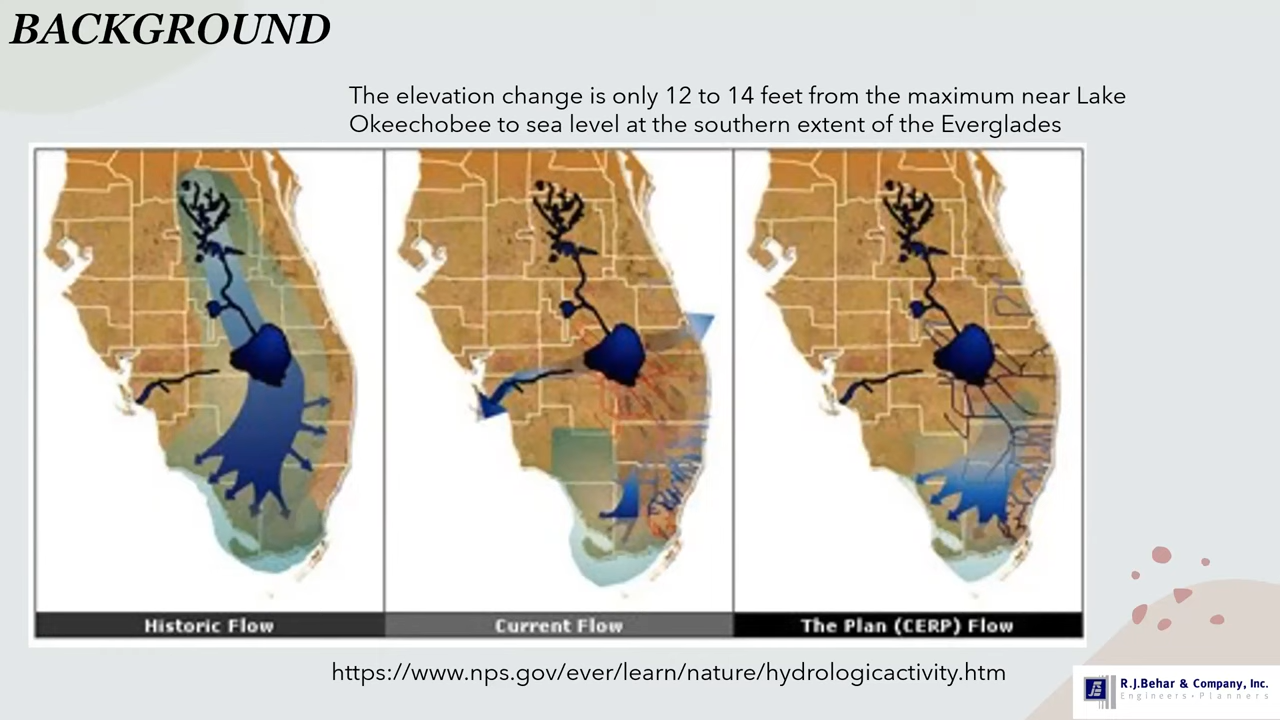 BACKGROUND
The elevation change is only 12 to 14 feet from the maximum near Lake
Okeechobee to sea level at the southern extent of the Everglades
Historic Flow
Current Flow
The Plan (CERP) Flow
https://www.nps.gov/ever/learn/nature/hydrologicactivity.htm
R.J.Behar & Company, Inc.
Engineers•Planners